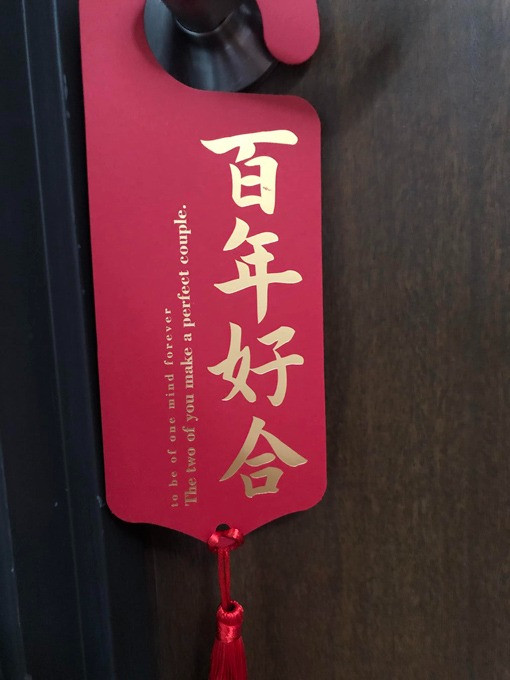 百年好合
to be of one mind forever
The two of you make a perfect couple.